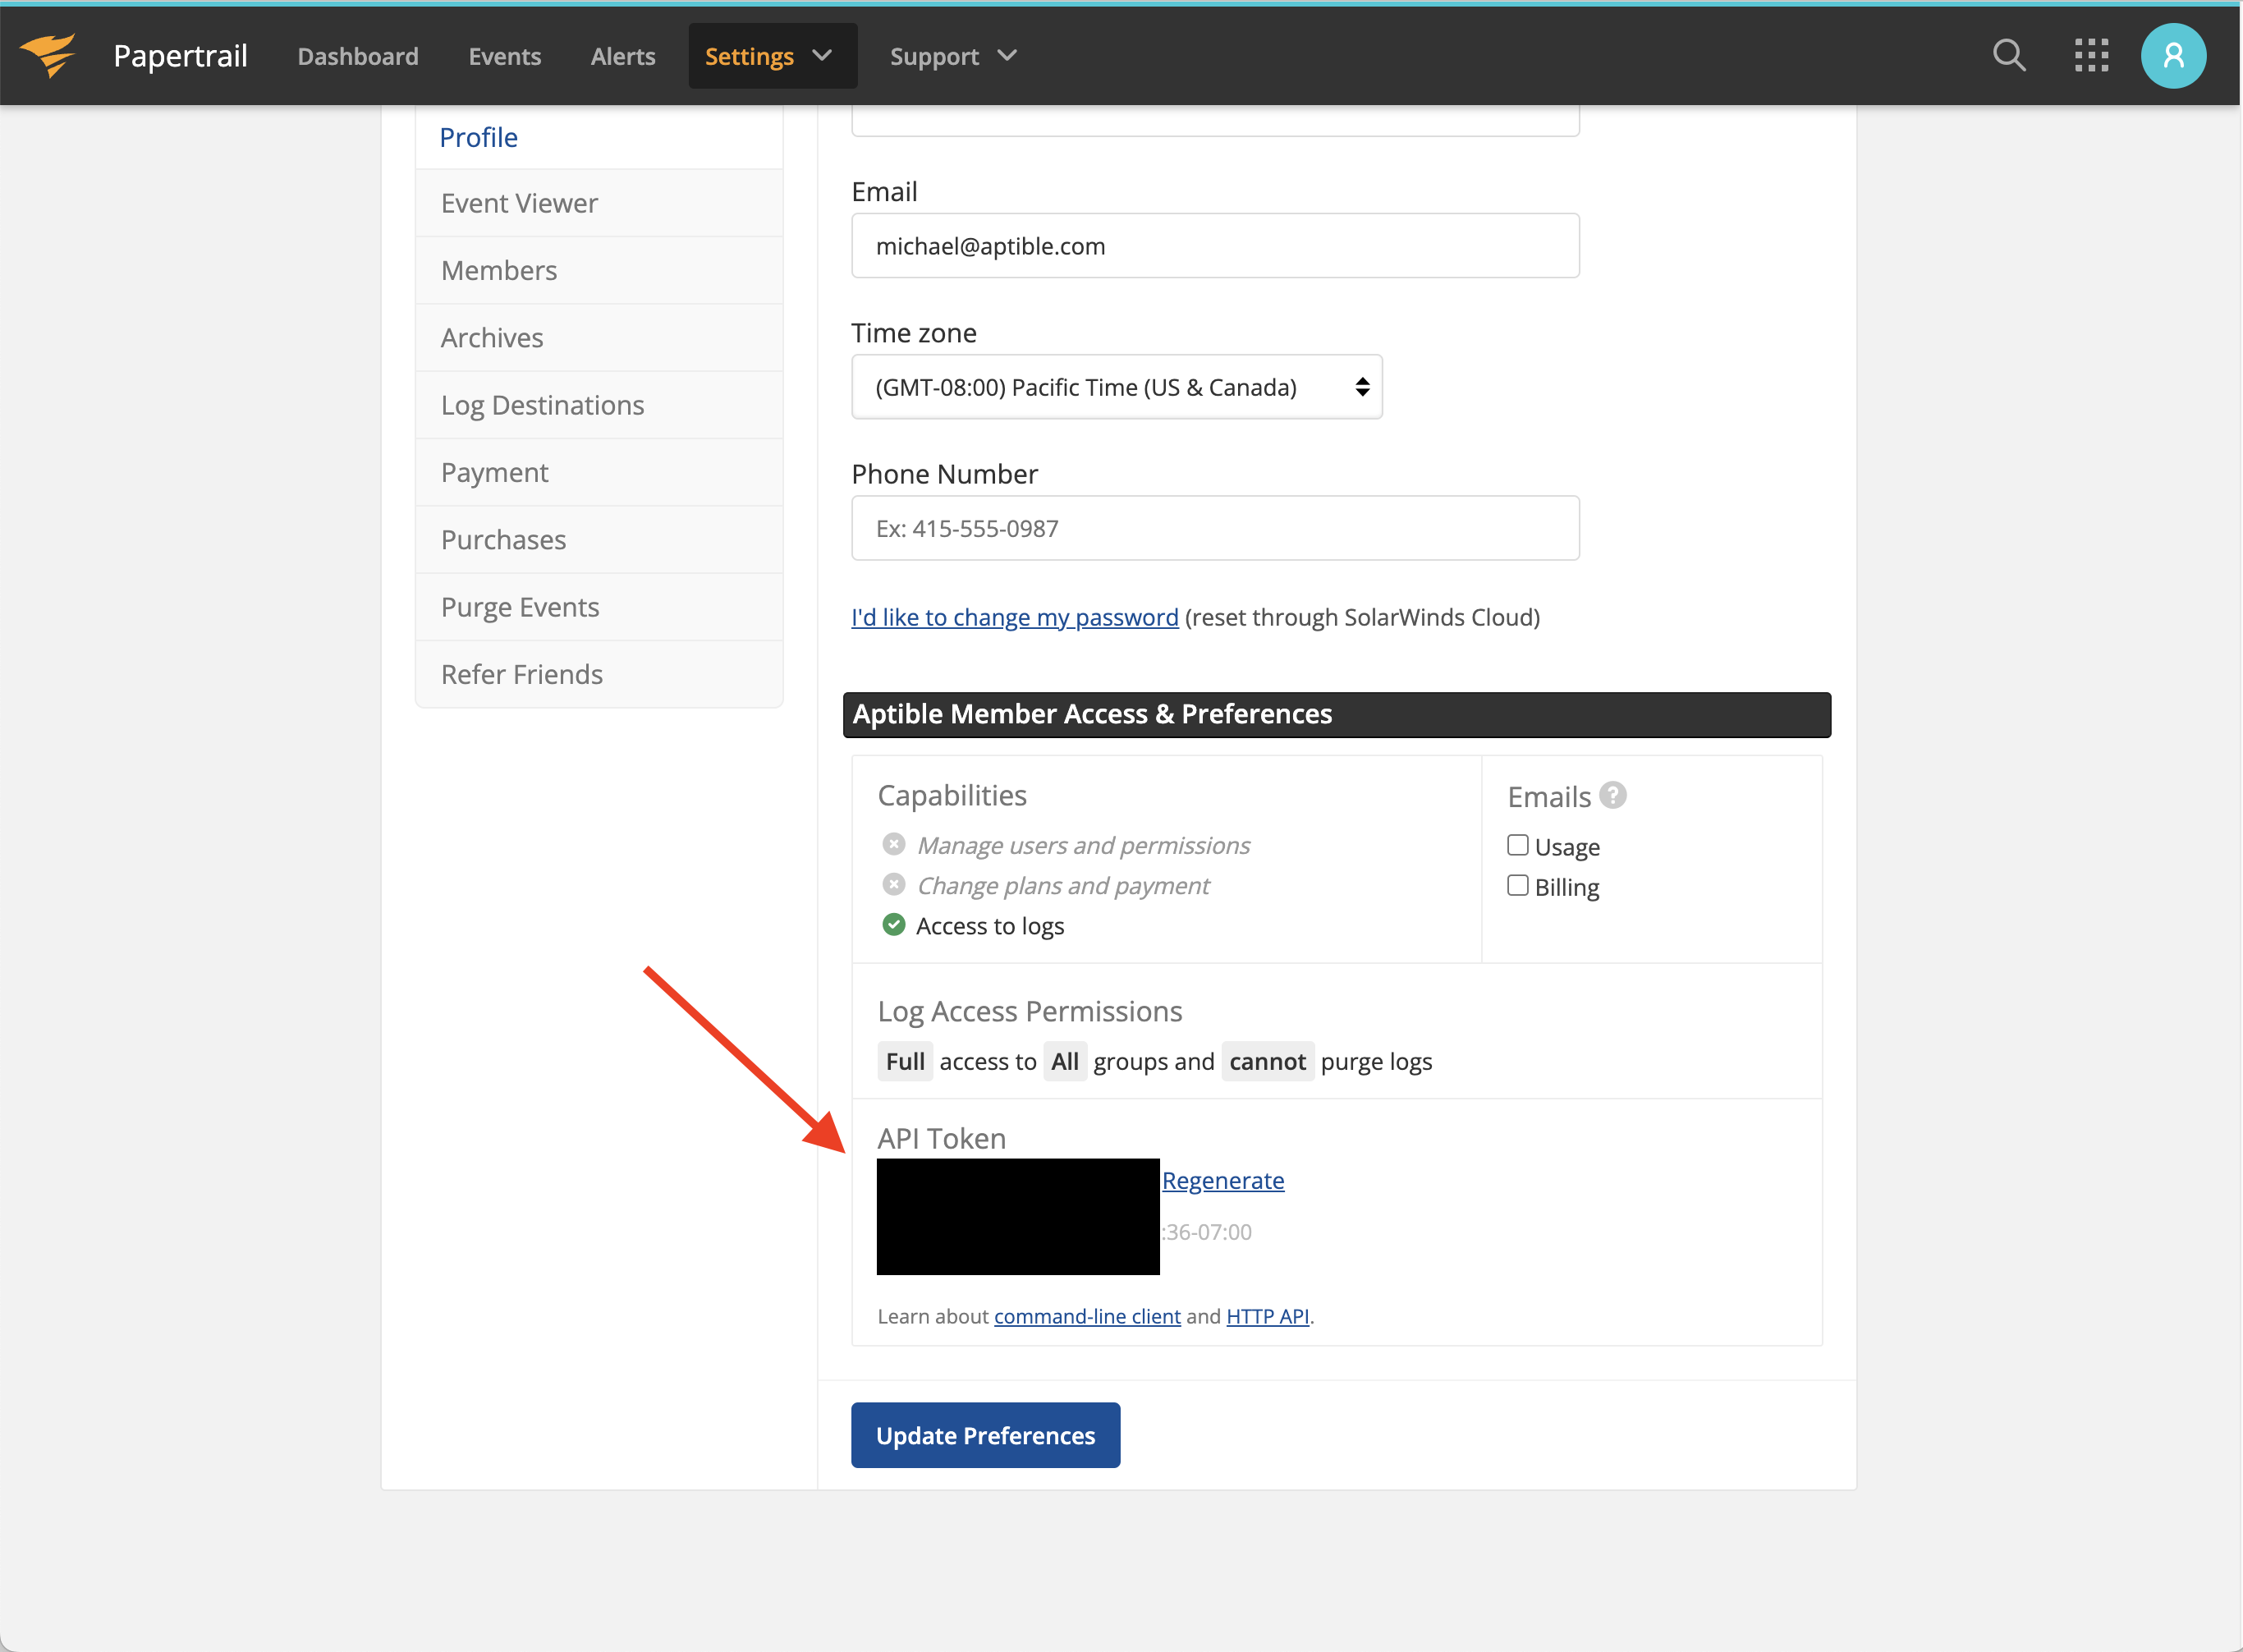 Papertrail Dashboard Events Alerts Settings Support
Profile
Event Viewer
Members
Archives
Log Destinations
Payment
Purchases
Purge Events
Refer Friends
Email
michael@aptible.com
Time zone
(GMT-08:00) Pacific Time (US & Canada)
Phone Number
Ex: 415-555-0987
I'd like to change my password (reset through SolarWinds Cloud)
Aptible Member Access & Preferences
Capabilities
Manage users and permissions
Change plans and payment
Access to logs
Emails ?
Usage
Billing
Log Access Permissions
Full access to All groups and cannot purge logs
API Token
Regenerate
:36-07:00
Learn about command-line client and HTTP API.
Update Preferences